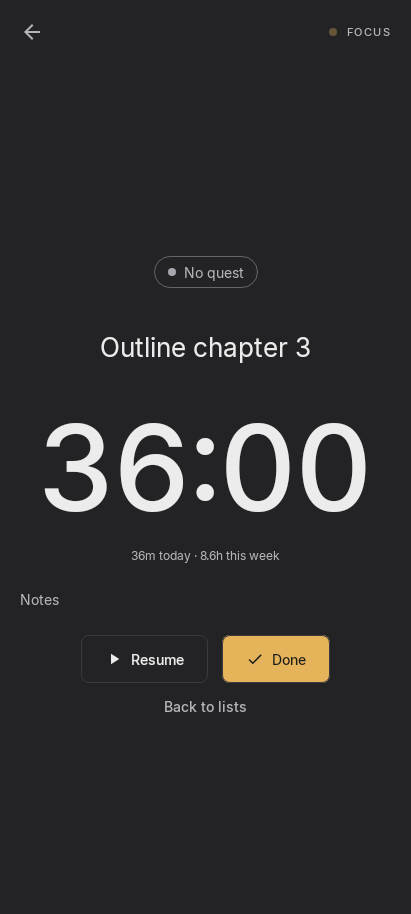 FOCUS
No quest
Outline chapter 3
36:00
36m today · 8.6h this week
Notes
Resume Done
Back to lists